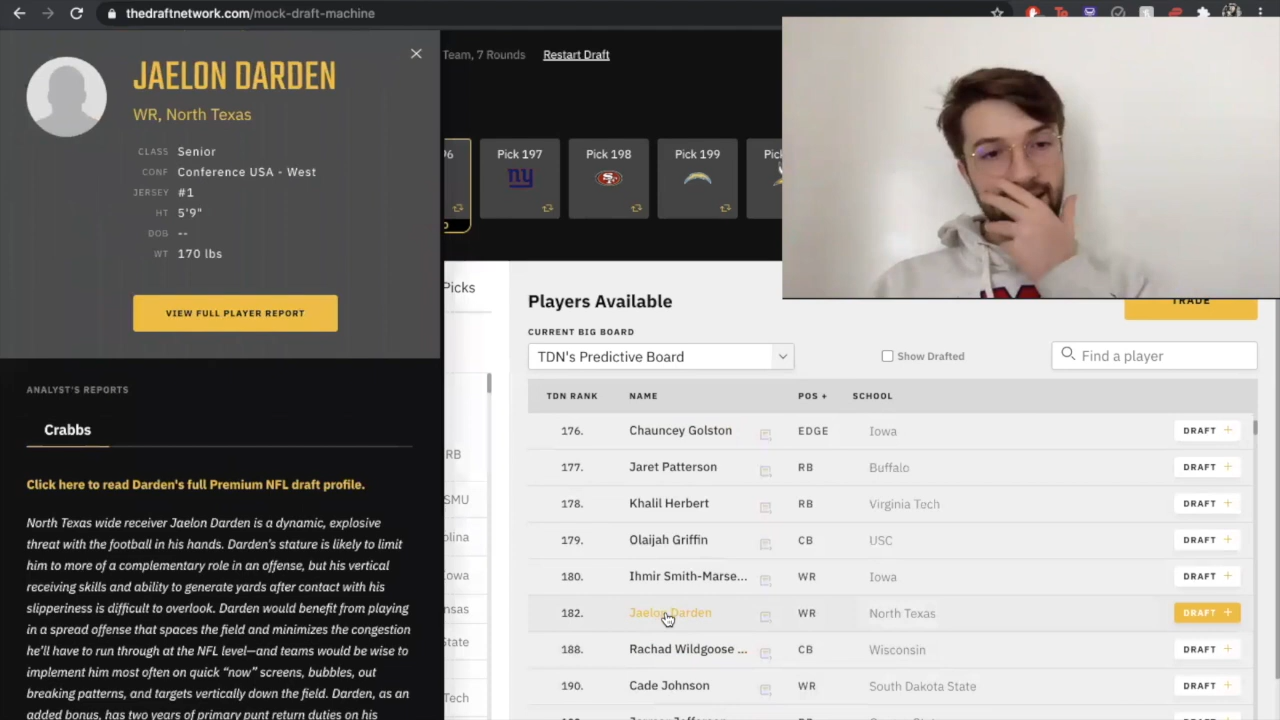 thedraftnetwork.com/mock-draft-machine
JAELON DARDEN
WR, North Texas
CLASS Senior
CONF Conference USA - West
JERSEY #1
HT 5'9"
DOB --
WT 170 lbs
VIEW FULL PLAYER REPORT
ANALYST'S REPORTS
Crabbs
Click here to read Darden's full Premium NFL draft profile.
North Texas wide receiver Jaelon Darden is a dynamic, explosive
threat with the football in his hands. Darden's stature is likely to limit
him to more of a complementary role in an offense, but his vertical
receiving skills and ability to generate yards after contact with his
slipperiness is difficult to overlook. Darden would benefit from playing
in a spread offense that spaces the field and minimizes the congestion
he'll have to run through at the NFL level—and teams would be wise to
implement him most often on quick “now” screens, bubbles, out
breaking patterns, and targets vertically down the field. Darden, as an
added bonus, has two years of primary punt return duties on his
Team, 7 Rounds Restart Draft
6
Pick 197
ny
Pick 198
Pick 199
Picks
RB
SMU
olina
owa
nsas
State
Tech
Players Available
TRADE
CURRENT BIG BOARD
TDN's Predictive Board
Show Drafted
Find a player
TDN RANK NAME POS + SCHOOL
176. Chauncey Golston EDGE Iowa DRAFT +
177. Jaret Patterson RB Buffalo DRAFT +
178. Khalil Herbert RB Virginia Tech DRAFT +
179. Olaijah Griffin CB USC DRAFT +
180. Ihmir Smith-Marse... WR Iowa DRAFT +
182. Jaelon Darden WR North Texas DRAFT +
188. Rachad Wildgoose ... CB Wisconsin DRAFT +
190. Cade Johnson WR South Dakota State DRAFT +